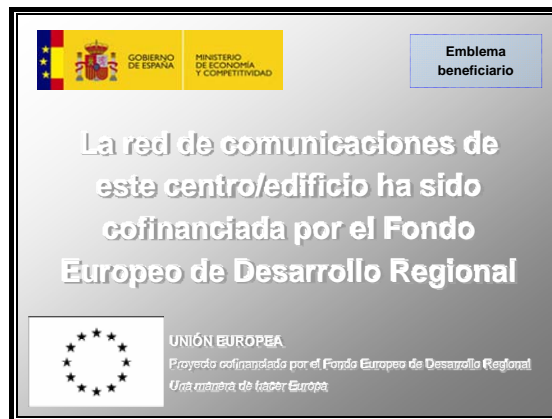 GOBIERNO
DE ESPAÑA
MINISTERIO
DE ECONOMÍA
Y COMPETITIVIDAD
Emblema
beneficiario
La red de comunicaciones de
este centro/edificio ha sido
cofinanciada por el Fondo
Europeo de Desarrollo Regional
UNIÓN EUROPEA
Proyecto cofinanciado por el Fondo Europeo de Desarrollo Regional
Una manera de hacer Europa